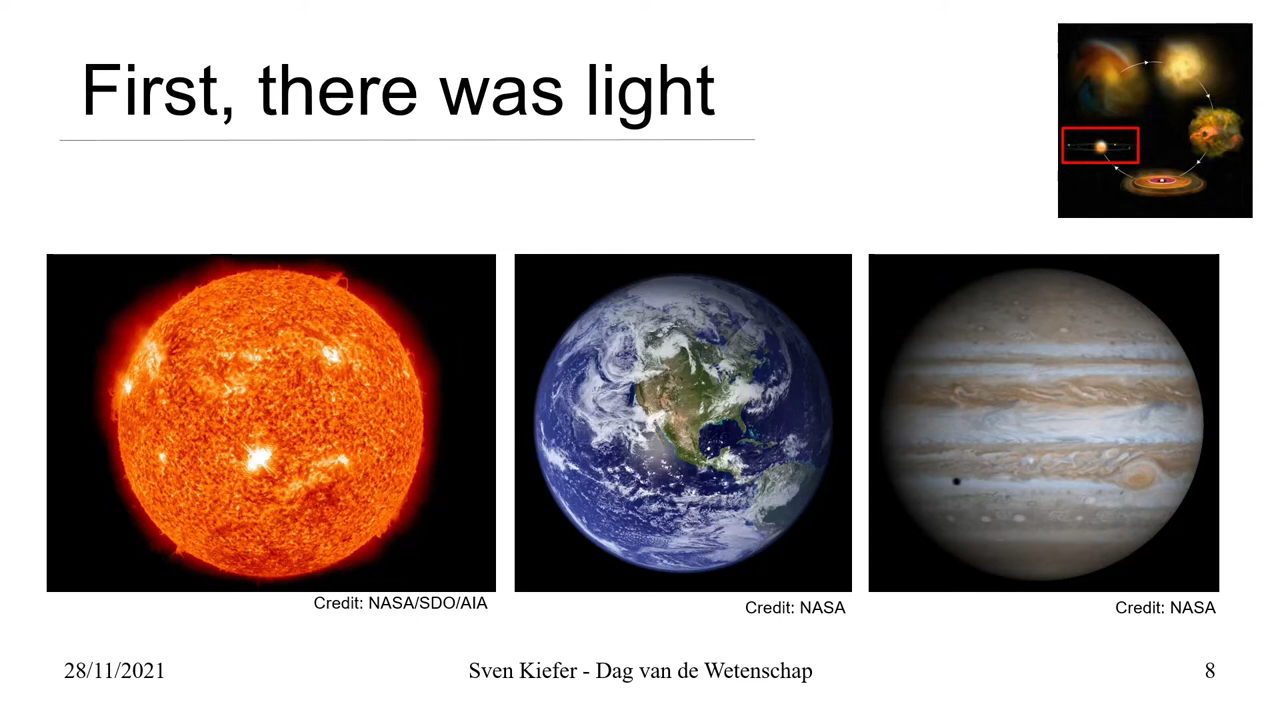 First, there was light
Credit: NASA/SDO/AIA
Credit: NASA
Credit: NASA
28/11/2021
Sven Kiefer - Dag van de Wetenschap
8